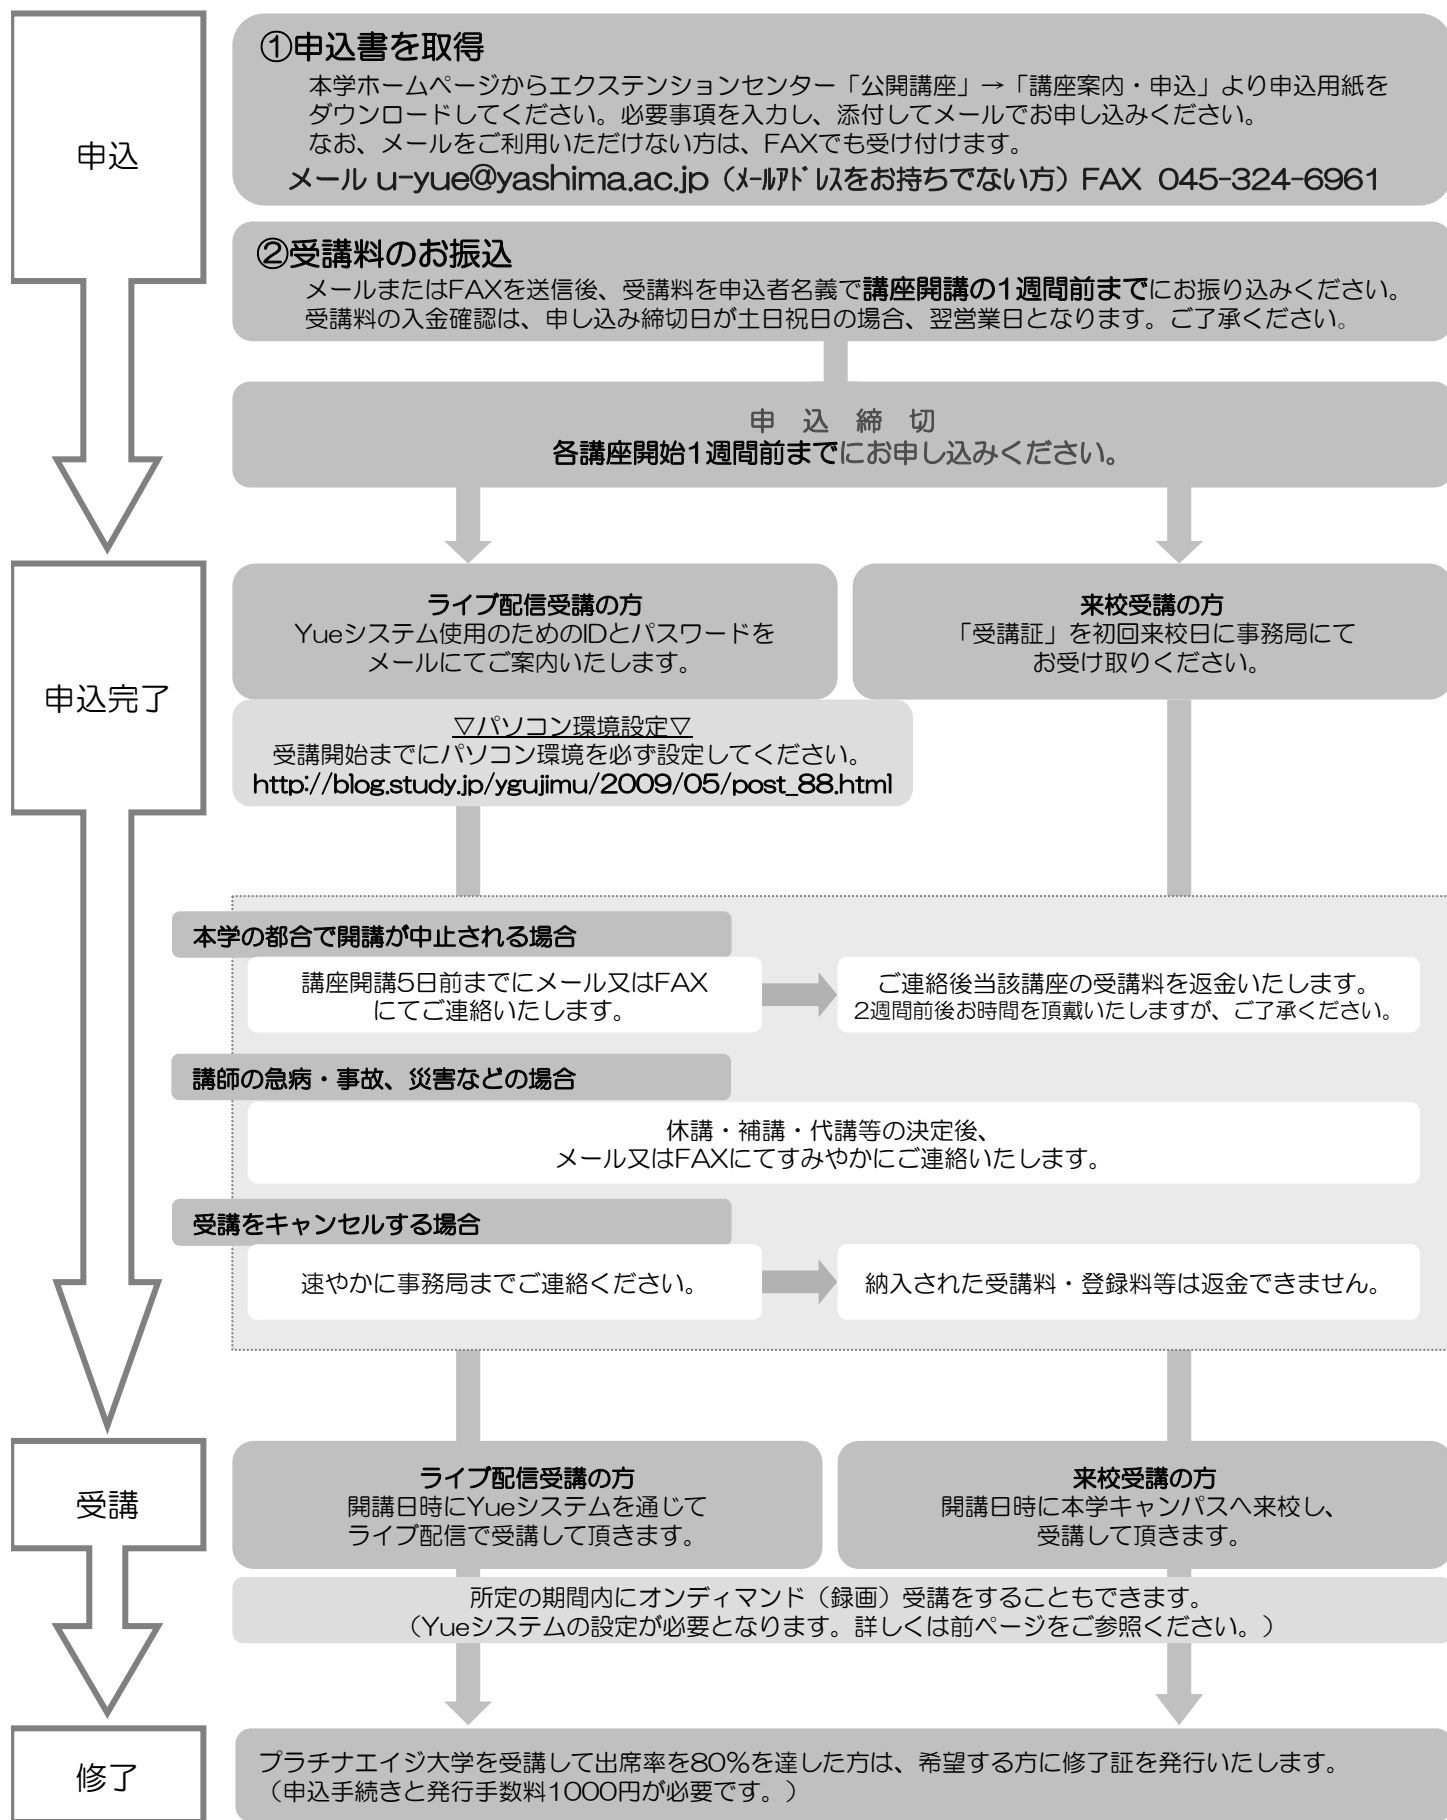 申込
①申込書を取得
本学ホームページからエクステンションセンター「公開講座」→「講座案内・申込」より申込用紙を
ダウンロードしてください。必要事項を入力し、添付してメールでお申し込みください。
なお、メールをご利用いただけない方は、FAXでも受け付けます。
メール u-yue@yashima.ac.jp（ﾒｰﾙｱﾄﾞﾚｽをお持ちでない方）FAX 045-324-6961
②受講料のお振込
メールまたはFAXを送信後、受講料を申込者名義で講座開講の1週間前までにお振り込みください。
受講料の入金確認は、申し込み締切日が土日祝日の場合、翌営業日となります。ご了承ください。
申 込 締 切
各講座開始1週間前までにお申し込みください。
申込完了
ライブ配信受講の方
Yueシステム使用のためのIDとパスワードを
メールにてご案内いたします。
来校受講の方
「受講証」を初回来校日に事務局にて
お受け取りください。
▽パソコン環境設定▽
受講開始までにパソコン環境を必ず設定してください。
http://blog.study.jp/ygujimu/2009/05/post_88.html
本学の都合で開講が中止される場合
講座開講5日前までにメール又はFAX
にてご連絡いたします。
ご連絡後当該講座の受講料を返金いたします。
2週間前後お時間を頂戴いたしますが、ご了承ください。
講師の急病・事故、災害などの場合
休講・補講・代講等の決定後、
メール又はFAXにてすみやかにご連絡いたします。
受講をキャンセルする場合
速やかに事務局までご連絡ください。
納入された受講料・登録料等は返金できません。
受講
ライブ配信受講の方
開講日時にYueシステムを通じて
ライブ配信で受講して頂きます。
来校受講の方
開講日時に本学キャンパスへ来校し、
受講して頂きます。
所定の期間内にオンディマンド（録画）受講をすることもできます。
（Yueシステムの設定が必要となります。詳しくは前ページをご参照ください。）
修了
プラチナエイジ大学を受講して出席率を80％を達した方は、希望する方に修了証を発行いたします。
（申込手続きと発行手数料1000円が必要です。）